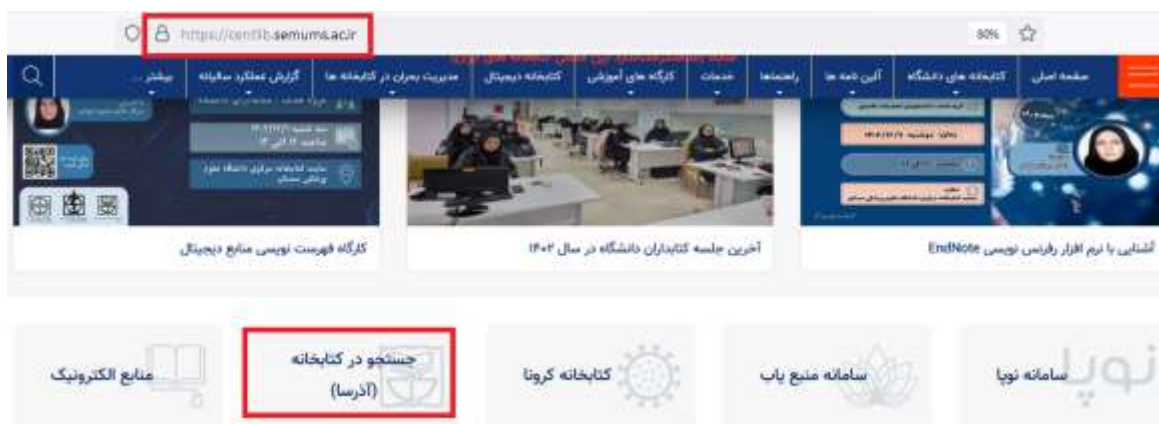 https://centlib.semums.ac.ir
80%
صفحه اصلی
کتابخانه های دانشگاه
آئین نامه ها
راهنماها
خدمات
کارگاه های آموزشی
کتابخانه دیجیتال
مدیریت بحران در کتابخانه ها
گزارش عملکرد سالیانه
بیشتر ...
آشنایی با نرم افزار رفرنس نویسی EndNote
آخرین جلسه کتابداران دانشگاه در سال ۱۴۰۲
کارگاه فهرست نویسی منابع دیجیتال
نوپا
سامانه نوپا
سامانه منبع یاب
کتابخانه کرونا
جستجو در کتابخانه
(آذرسا)
منابع الکترونیک